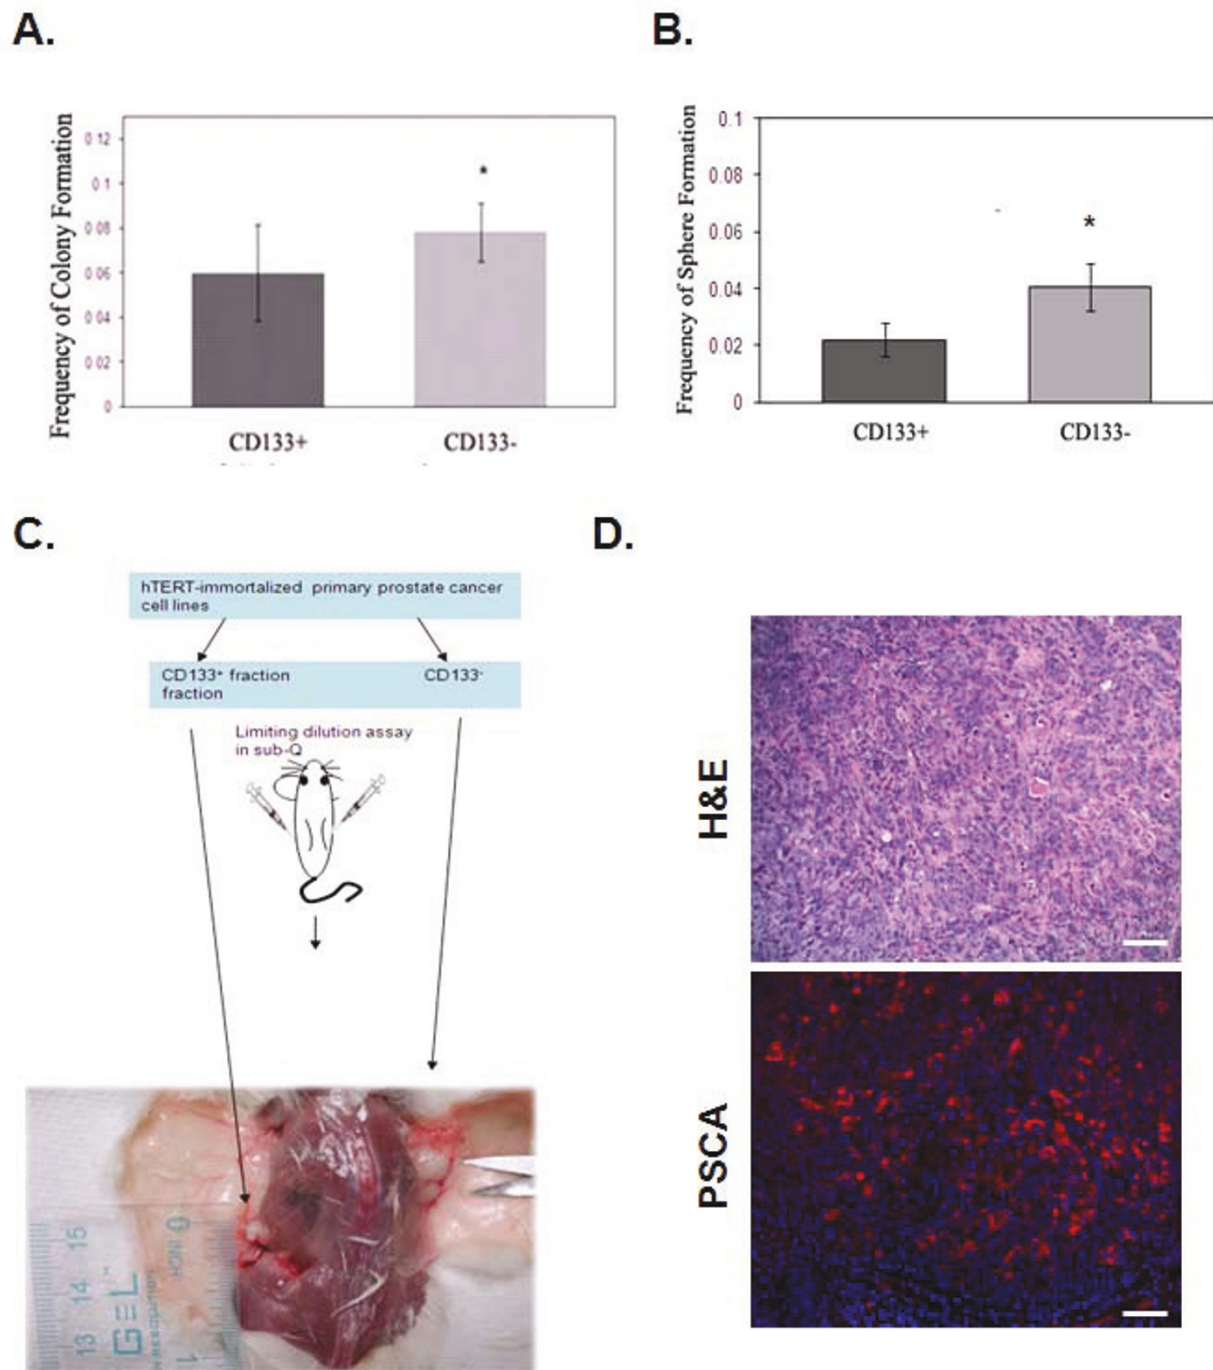 A.
Frequency of Colony Formation
0.12
0.1
0.08
0.06
0.04
0.02
0
*
CD133+
CD133-
B.
Frequency of Sphere Formation
0.1
0.08
0.06
0.04
0.02
0
*
CD133+
CD133-
C.
hTERT-immortalized primary prostate cancer
cell lines
CD133+ fraction
fraction
CD133-
Limiting dilution assay
in sub-Q
15
14
13
GEL
INCH
0
1
D.
H&E
PSCA